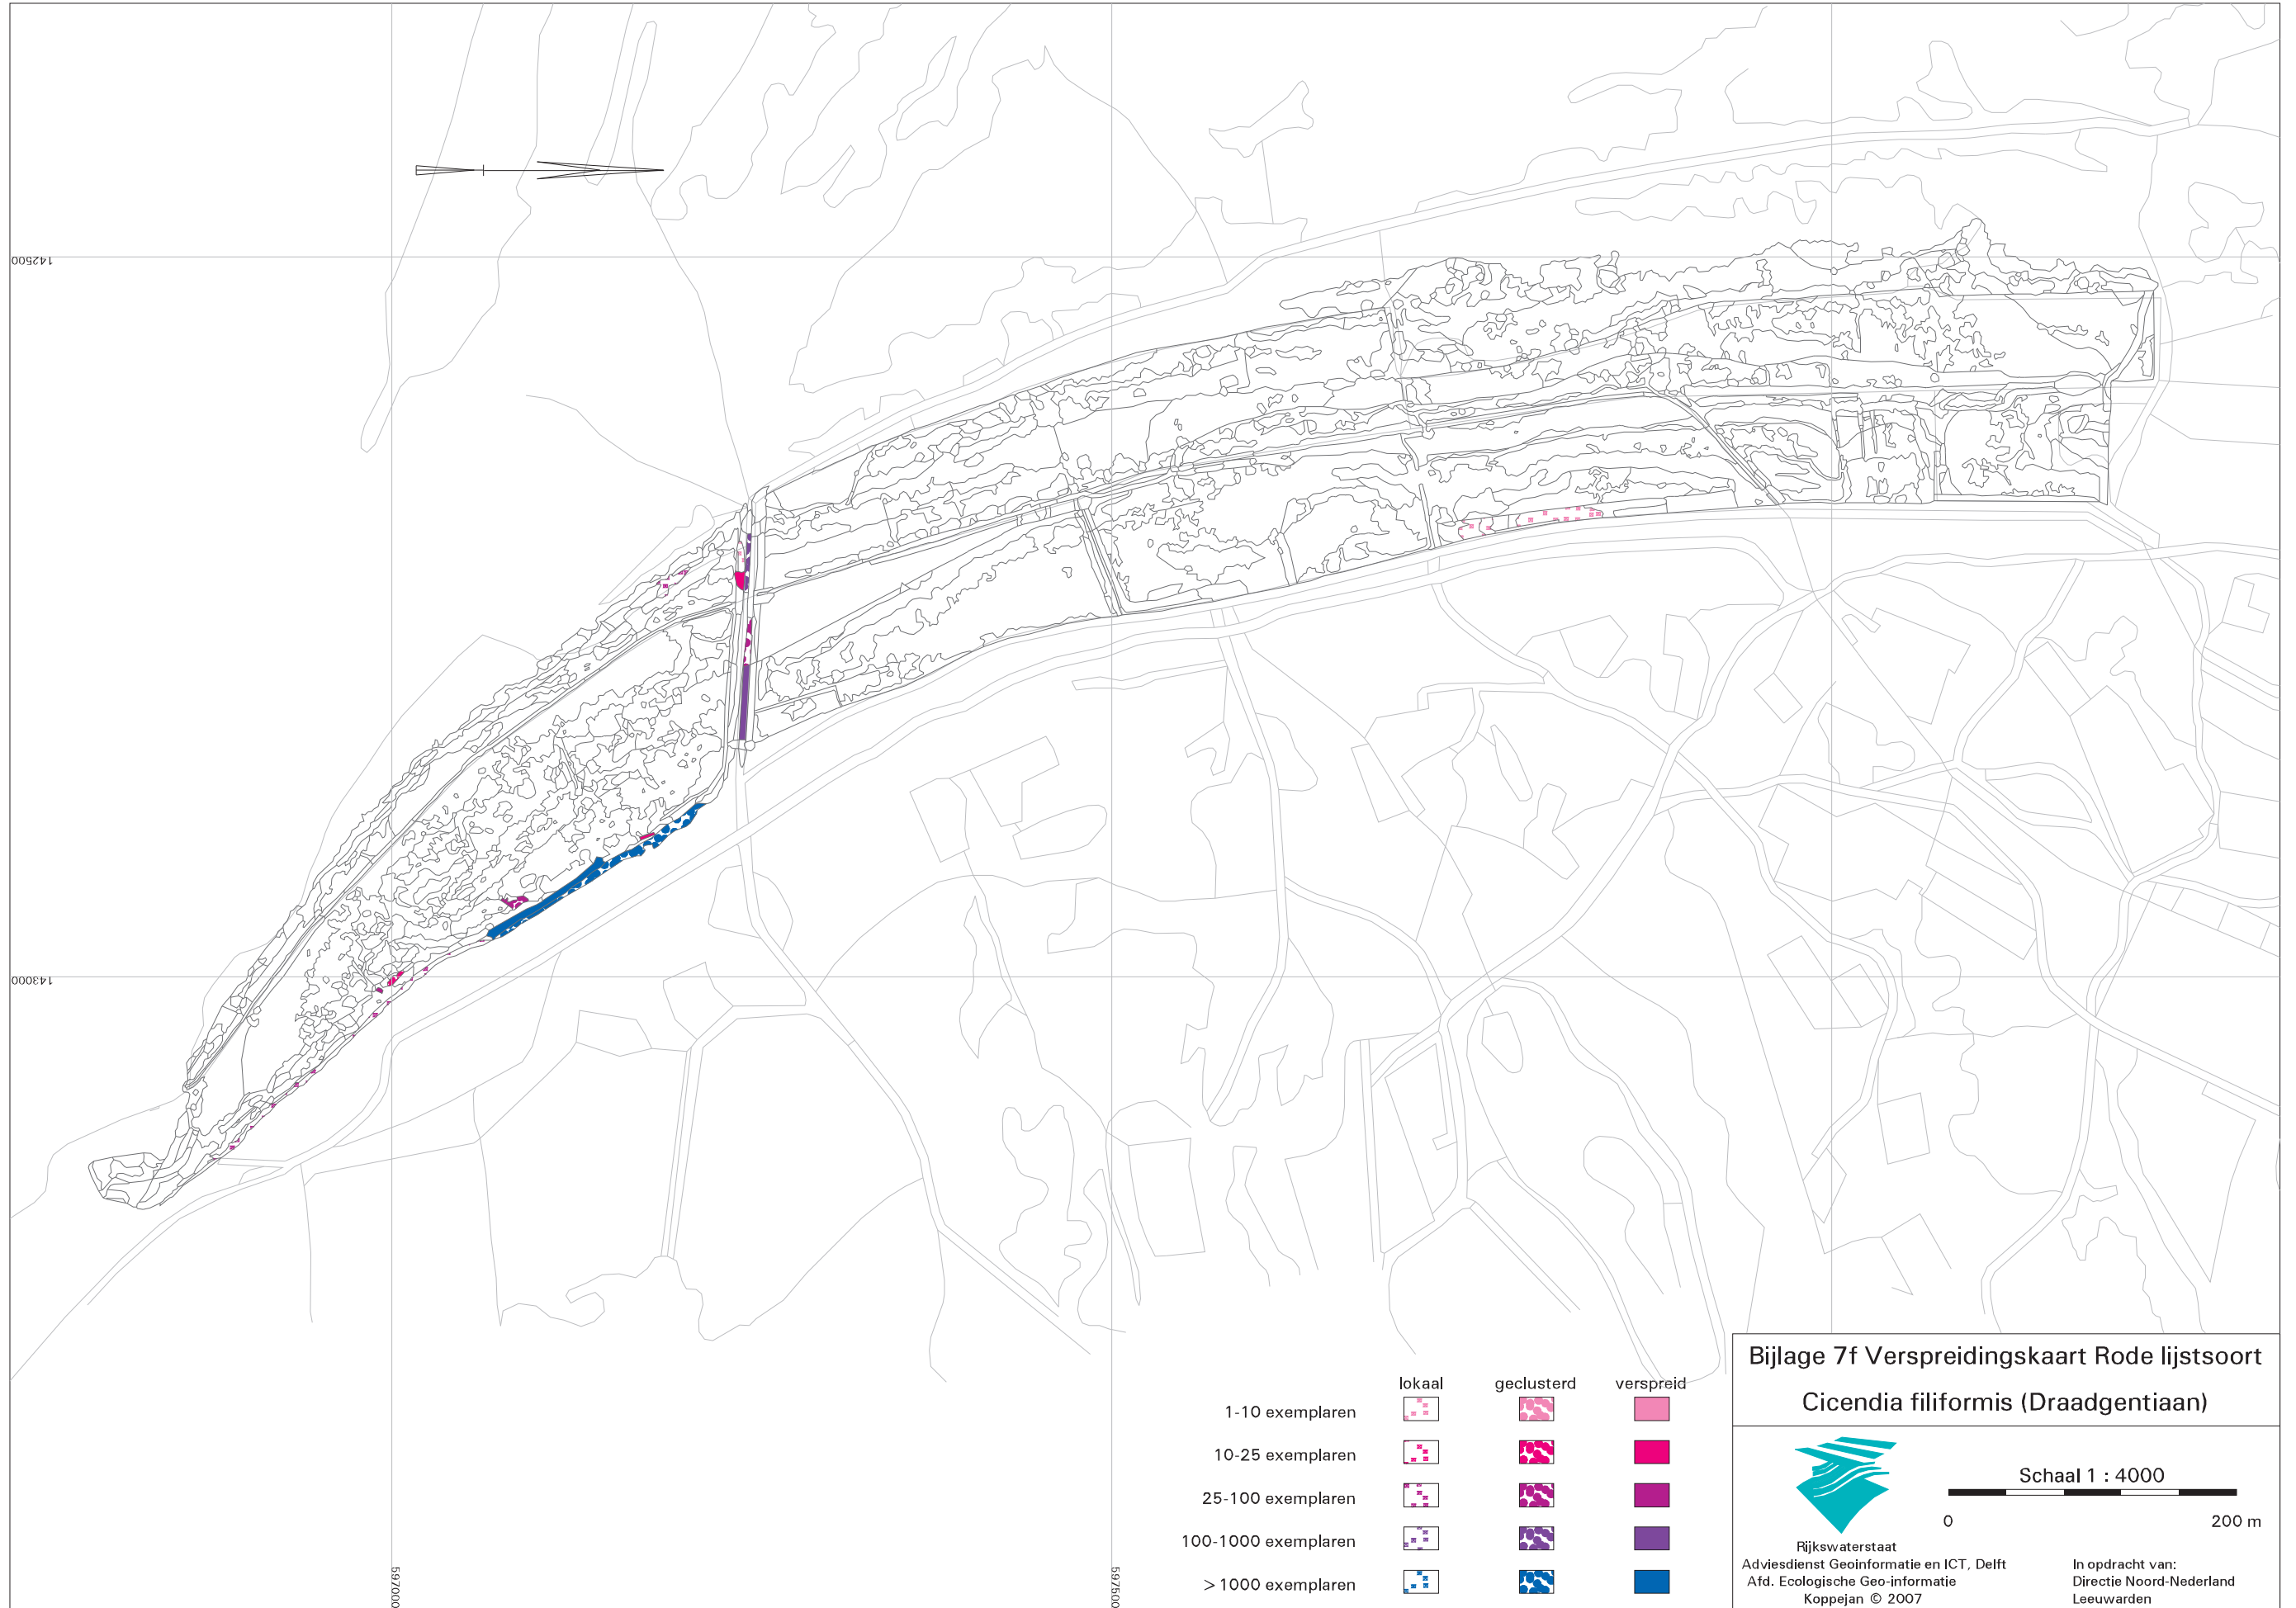 142500
143000
597000
597500
lokaal geclusterd verspreid
1-10 exemplaren
10-25 exemplaren
25-100 exemplaren
100-1000 exemplaren
> 1000 exemplaren
Bijlage 7f Verspreidingskaart Rode lijstsoort
Cicendia filiformis (Draadgentiaan)
Schaal 1 : 4000
0 200 m
Rijkswaterstaat
Adviesdienst Geoinformatie en ICT, Delft
Afd. Ecologische Geo-informatie
Koppejan © 2007
In opdracht van:
Directie Noord-Nederland
Leeuwarden